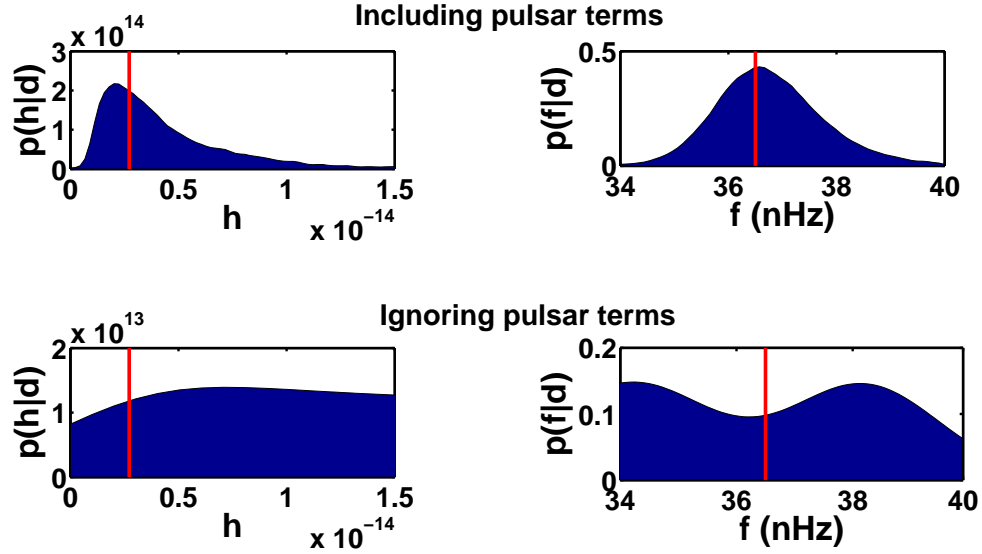 Including pulsar terms
x 10^14
3
2
1
0
p(h|d)
0 0.5 1 1.5
h
x 10^−14
0.5
0
p(f|d)
34 36 38 40
f (nHz)
Ignoring pulsar terms
x 10^13
2
1
0
p(h|d)
0 0.5 1 1.5
h
x 10^−14
0.2
0.1
0
p(f|d)
34 36 38 40
f (nHz)